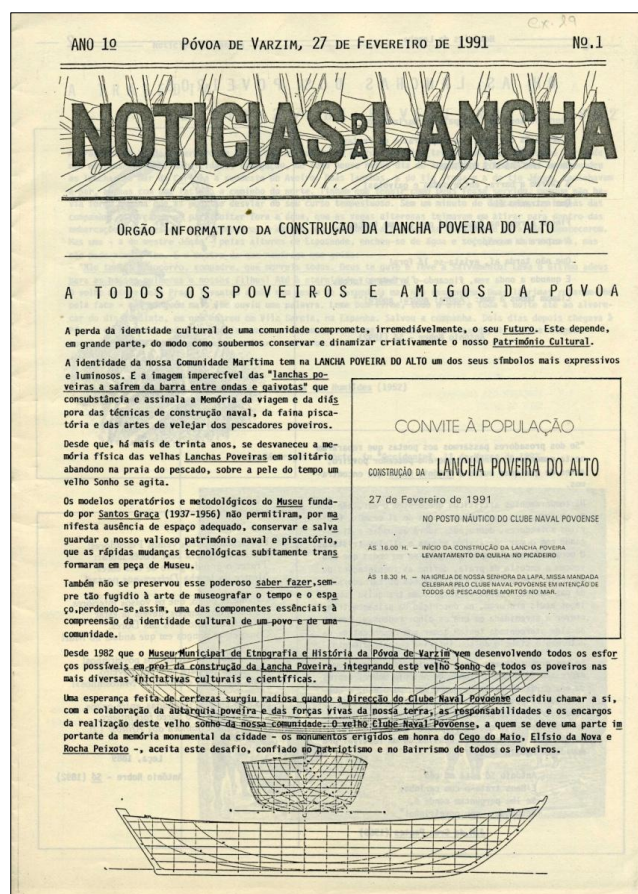 Ex. 29
ANO 1º PÓVOA DE VARZIM, 27 DE FEVEREIRO DE 1991 Nº.1
NOTICIAS DA LANCHA
ORGÃO INFORMATIVO DA CONSTRUÇAO DA LANCHA POVEIRA DO ALTO
A TODOS OS POVEIROS E AMIGOS DA PÓVOA
A perda da identidade cultural de uma comunidade compromete, irremediávelmente, o seu Futuro. Este depende,
em grande parte, do modo como soubermos conservar e dinamizar criativamente o nosso Património Cultural.
A identidade da nossa Comunidade Marítima tem na LANCHA POVEIRA DO ALTO um dos seus símbolos mais expressivos
e luminosos. E a imagem imperecível das "lanchas po-
veiras a saírem da barra entre ondas e gaivotas" que
consubstância e assinala a Memória da viagem e da diás
pora das técnicas de construção naval, da faina pisca-
tória e das artes de velejar dos pescadores poveiros.
Desde que, há mais de trinta anos, se desvaneceu a me-
mória física das velhas Lanchas Poveiras em solitário
abandono na praia do pescado, sobre a pele do tempo um
velho Sonho se agita.
Os modelos operatórios e metodológicos do Museu funda-
do por Santos Graça (1937-1956) não permitiram, por ma
nifesta ausência de espaço adequado, conservar e salva
guardar o nosso valioso património naval e piscatório,
que as rápidas mudanças tecnológicas subitamente trans
formaram em peça de Museu.
Também não se preservou esse poderoso saber fazer,sem-
pre tão fugidio à arte de museografar o tempo e o espa
ço,perdendo-se,assim, uma das componentes essênciais à
compreensão da identidade cultural de um povo e de uma
comunidade.
CONVITE À POPULAÇÃO
CONSTRUÇÃO DA LANCHA POVEIRA DO ALTO
27 de Fevereiro de 1991
NO POSTO NÁUTICO DO CLUBE NAVAL POVOENSE
ÀS 16.00 H. — INÍCIO DA CONSTRUÇÃO DA LANCHA POVEIRA
LEVANTAMENTO DA QUILHA NO PICADEIRO
ÀS 18.30 H. — NA IGREJA DE NOSSA SENHORA DA LAPA, MISSA MANDADA
CELEBRAR PELO CLUBE NAVAL POVOENSE EM INTENÇÃO DE
TODOS OS PESCADORES MORTOS NO MAR.
Desde 1982 que o Museu Municipal de Etnografia e História da Póvoa de Varzim vem desenvolvendo todos os esfor
ços possíveis em prol da construção da Lancha Poveira, integrando este velho Sonho de todos os poveiros nas
mais diversas iniciativas culturais e científicas.
Uma esperança feita de certezas surgiu radiosa quando a Direcção do Clube Naval Povoense decidiu chamar a si,
com a colaboração da autarquia poveira e das forças vivas da nossa terra, as responsabilidades e os encargos
da realização deste velho sonho da nossa comunidade. O velho Clube Naval Povoense, a quem se deve uma parte im
portante da memória monumental da cidade - os monumentos erigidos em honra do Cego do Maio, Elísio da Nova e
Rocha Peixoto -, aceita este desafio, confiado no patriotismo e no Bairrismo de todos os Poveiros.